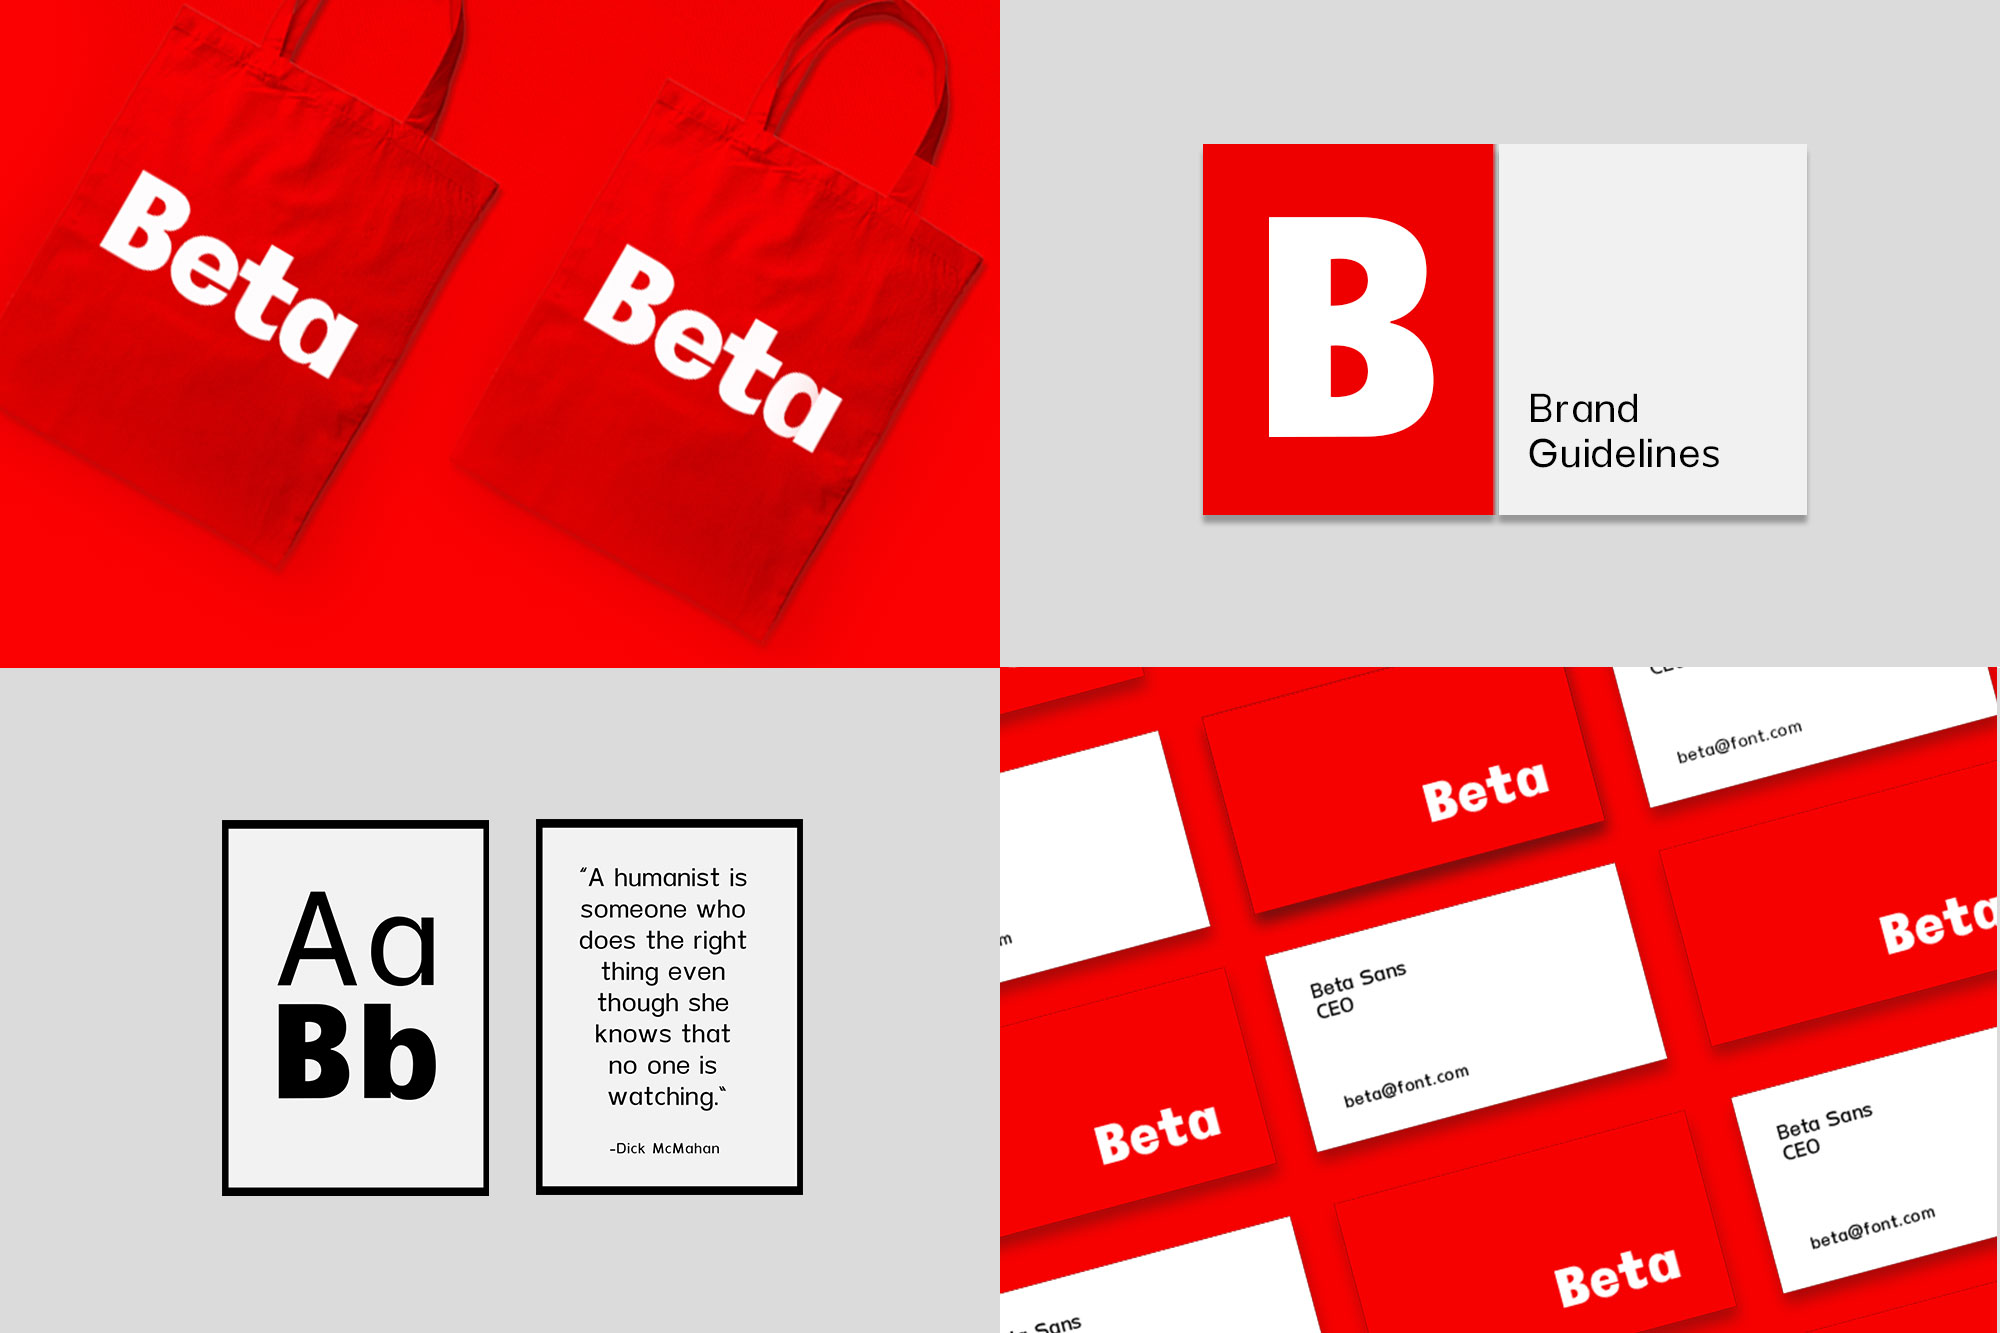 Beta
Beta
B
Brand
Guidelines
Aa
Bb
“A humanist is
someone who
does the right
thing even
though she
knows that
no one is
watching.“
-Dick McMahan
beta@font.com
Beta
Beta
Beta Sans
CEO
beta@font.com
Beta
Beta Sans
CEO
beta@font.com
Beta
Sans